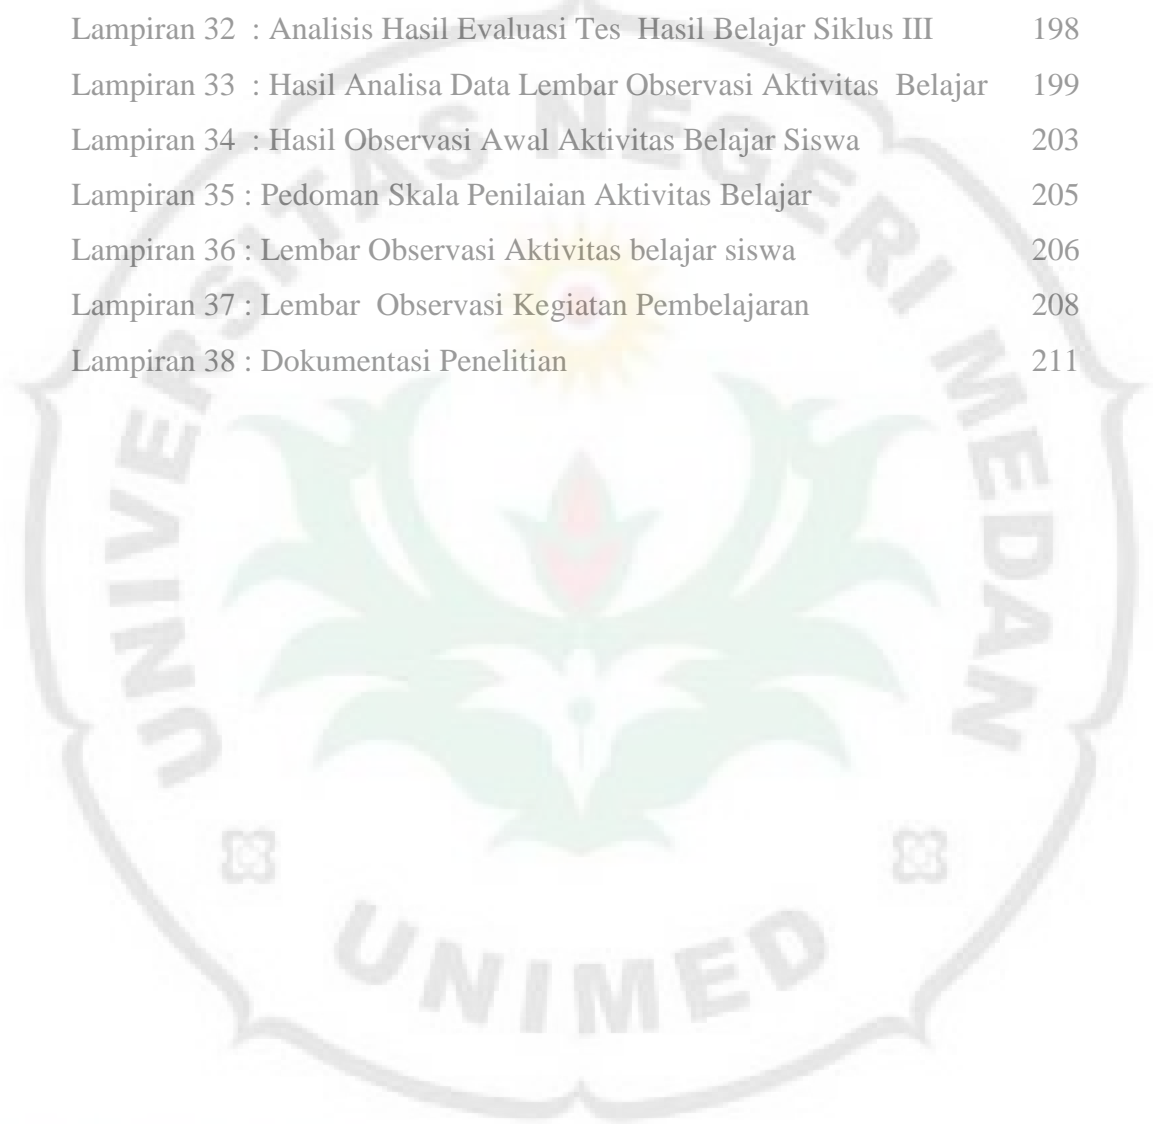 Lampiran 32 : Analisis Hasil Evaluasi Tes Hasil Belajar Siklus III 198
Lampiran 33 : Hasil Analisa Data Lembar Observasi Aktivitas Belajar 199
Lampiran 34 : Hasil Observasi Awal Aktivitas Belajar Siswa 203
Lampiran 35 : Pedoman Skala Penilaian Aktivitas Belajar 205
Lampiran 36 : Lembar Observasi Aktivitas belajar siswa 206
Lampiran 37 : Lembar Observasi Kegiatan Pembelajaran 208
Lampiran 38 : Dokumentasi Penelitian 211
UNIVERSITAS NEGERI MEDAN
UNIMED